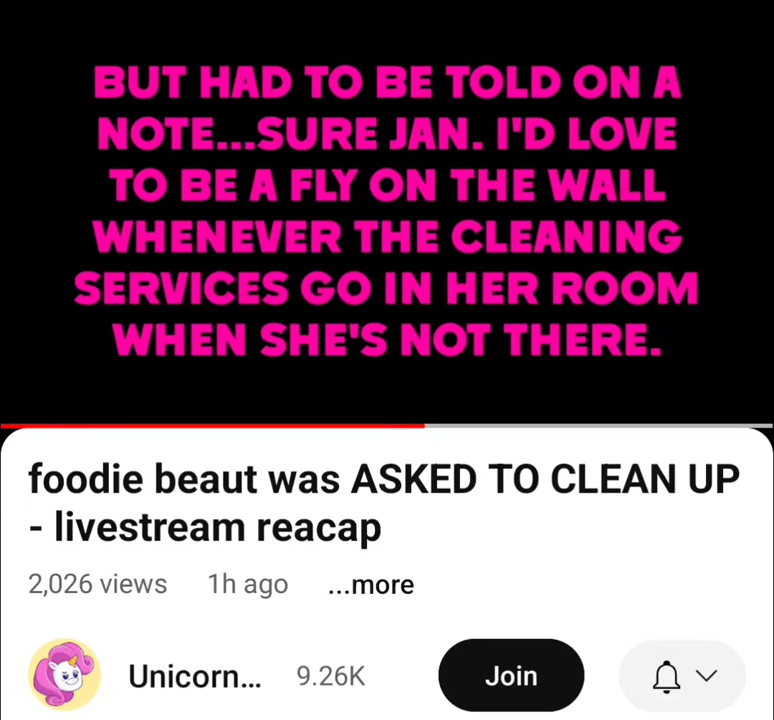 BUT HAD TO BE TOLD ON A
NOTE...SURE JAN. I'D LOVE
TO BE A FLY ON THE WALL
WHENEVER THE CLEANING
SERVICES GO IN HER ROOM
WHEN SHE'S NOT THERE.
foodie beaut was ASKED TO CLEAN UP
- livestream reacap
2,026 views 1h ago ...more
Unicorn... 9.26K Join